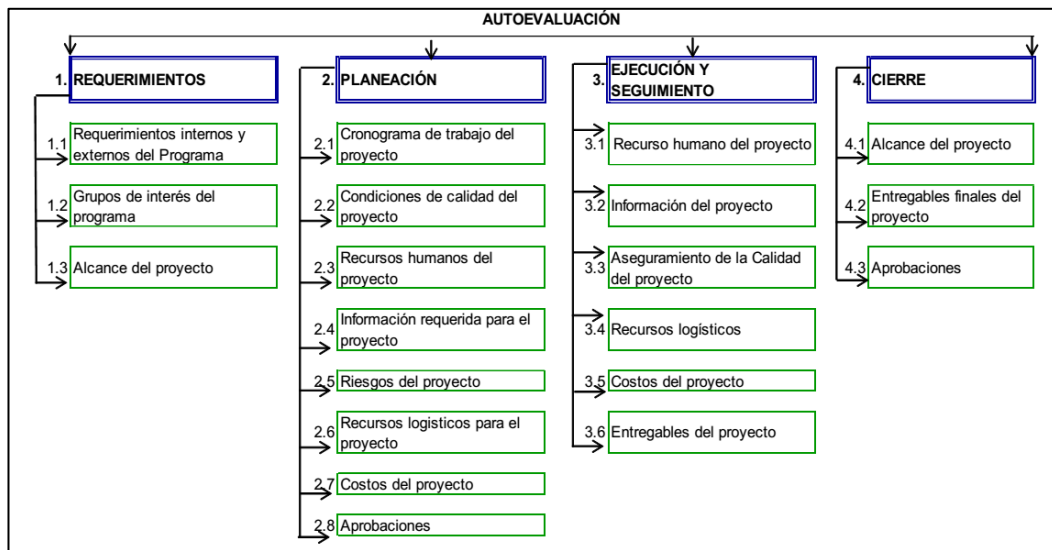 AUTOEVALUACIÓN
1. REQUERIMIENTOS
1.1 Requerimientos internos y
externos del Programa
1.2 Grupos de interés del
programa
1.3 Alcance del proyecto
2. PLANEACIÓN
2.1 Cronograma de trabajo del
proyecto
2.2 Condiciones de calidad del
proyecto
2.3 Recursos humanos del
proyecto
2.4 Información requerida para el
proyecto
2.5 Riesgos del proyecto
2.6 Recursos logisticos para el
proyecto
2.7 Costos del proyecto
2.8 Aprobaciones
3. EJECUCIÓN Y
SEGUIMIENTO
3.1 Recurso humano del proyecto
3.2 Información del proyecto
3.3 Aseguramiento de la Calidad
del proyecto
3.4 Recursos logísticos
3.5 Costos del proyecto
3.6 Entregables del proyecto
4. CIERRE
4.1 Alcance del proyecto
4.2 Entregables finales del
proyecto
4.3 Aprobaciones